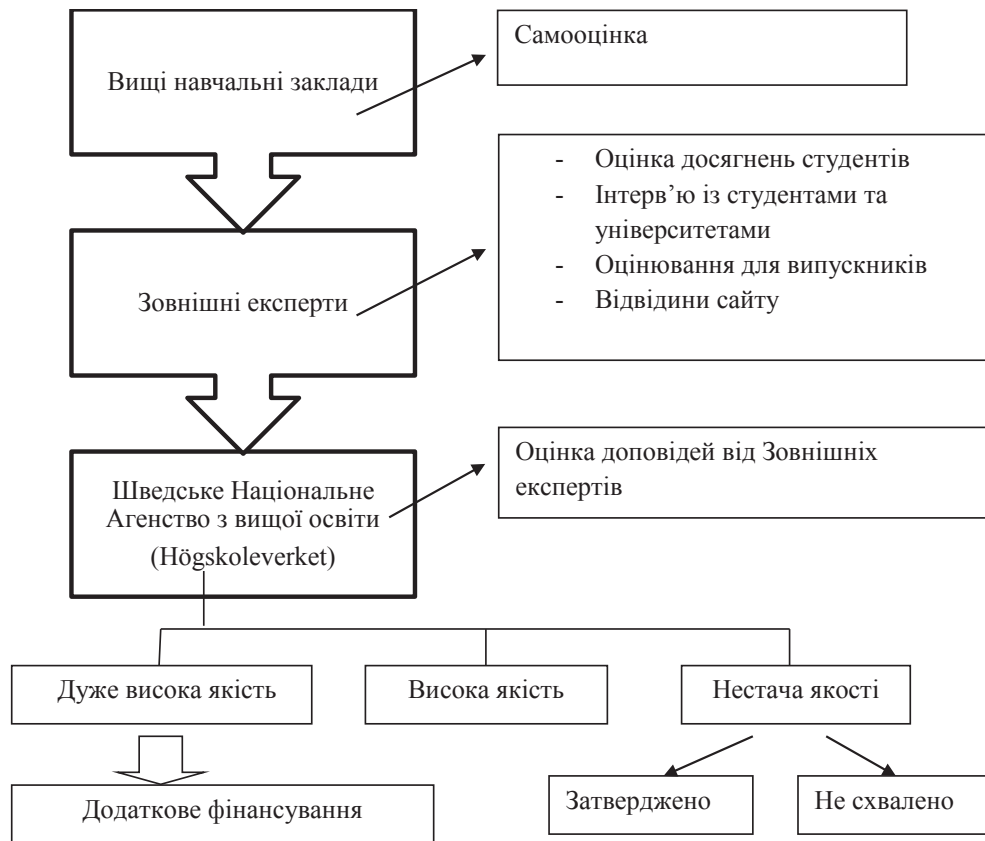 Вищі навчальні заклади
Самооцінка
- Оцінка досягнень студентів
- Інтерв’ю із студентами та
університетами
- Оцінювання для випускників
- Відвідини сайту
Зовнішні експерти
Шведське Національне
Агенство з вищої освіти
(Högskoleverket)
Оцінка доповідей від Зовнішніх
експертів
Дуже висока якість
Висока якість
Нестача якості
Додаткове фінансування
Затверджено
Не схвалено